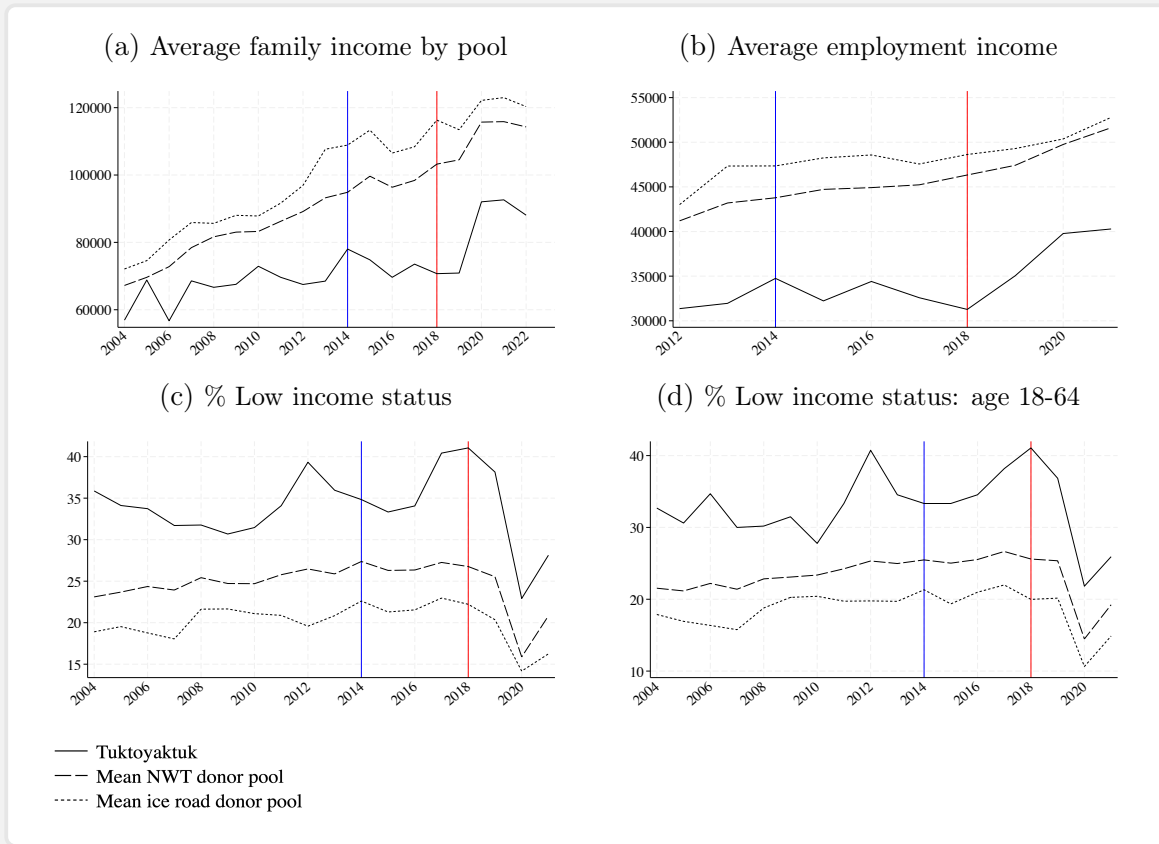 (a) Average family income by pool
120000
100000
80000
60000
2004 2006 2008 2010 2012 2014 2016 2018 2020 2022
(b) Average employment income
55000
50000
45000
40000
35000
30000
2012 2014 2016 2018 2020
(c) % Low income status
40
35
30
25
20
15
2004 2006 2008 2010 2012 2014 2016 2018 2020
(d) % Low income status: age 18-64
40
30
20
10
2004 2006 2008 2010 2012 2014 2016 2018 2020
Tuktoyaktuk
Mean NWT donor pool
Mean ice road donor pool